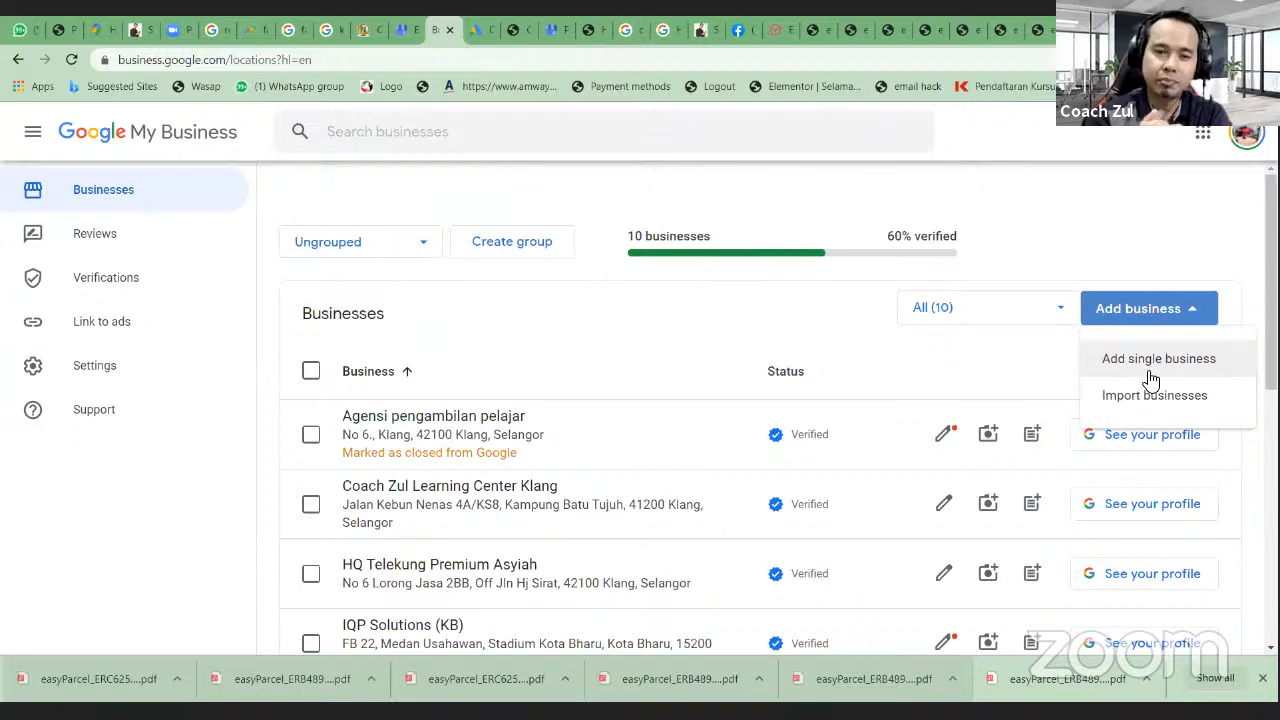 business.google.com/locations?hl=en
Apps
Suggested Sites
Wasap
(1) WhatsApp group
Logo
https://www.amway...
Payment methods
Logos
Elementor | Selama...
email hack
Pendaftaran Kursu
Coach Zul
Google My Business
Search businesses
Businesses
Reviews
Verifications
Link to ads
Settings
Support
Ungrouped
Create group
10 businesses
60% verified
Businesses
All (10)
Add business
Add single business
Import businesses
Business
Status
Agensi pengambilan pelajar
No 6., Klang, 42100 Klang, Selangor
Marked as closed from Google
Verified
See your profile
Coach Zul Learning Center Klang
Jalan Kebun Nenas 4A/KS8, Kampung Batu Tujuh, 41200 Klang,
Selangor
Verified
See your profile
HQ Telekung Premium Asyiah
No 6 Lorong Jasa 2BB, Off Jln Hj Sirat, 42100 Klang, Selangor
Verified
See your profile
IQP Solutions (KB)
FB 22, Medan Usahawan, Stadium Kota Bharu, Kota Bharu, 15200
Verified
See your profile
zoom
easyParcel_ERC625....pdf
easyParcel_ERB489....pdf
easyParcel_ERC625....pdf
easyParcel_ERB489....pdf
easyParcel_ERB489....pdf
easyParcel_ERB489....pdf
Show all